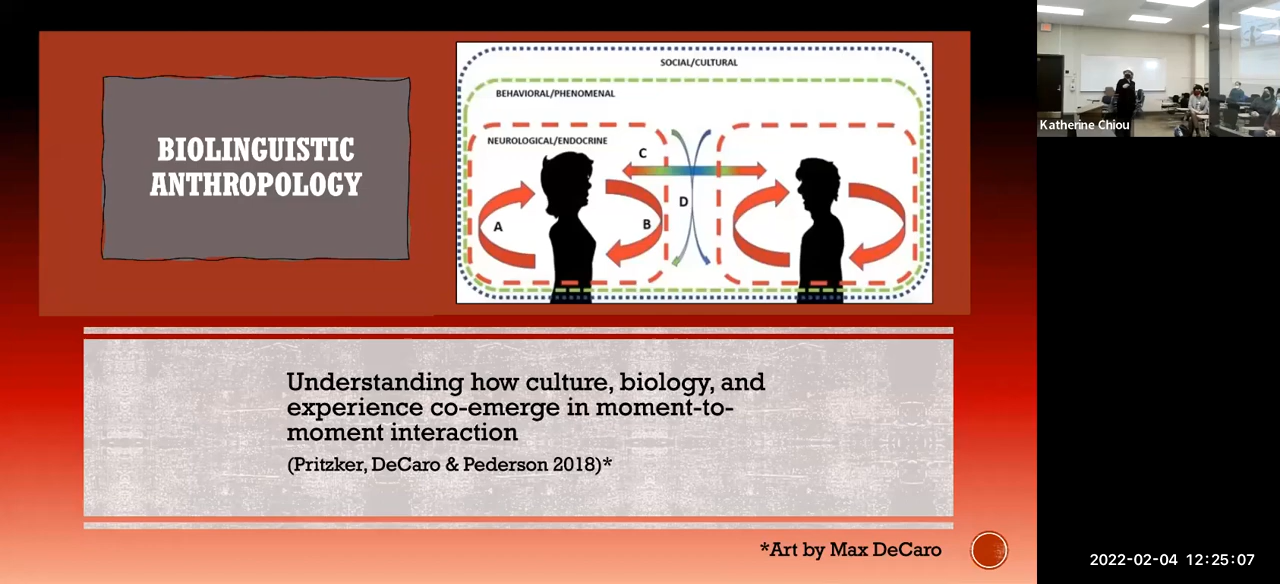 BIOLINGUISTIC
ANTHROPOLOGY
SOCIAL/CULTURAL
BEHAVIORAL/PHENOMENAL
NEUROLOGICAL/ENDOCRINE
C
D
A
B
Understanding how culture, biology, and
experience co-emerge in moment-to-
moment interaction
(Pritzker, DeCaro & Pederson 2018)*
*Art by Max DeCaro
Katherine Chiou
2022-02-04 12:25:07